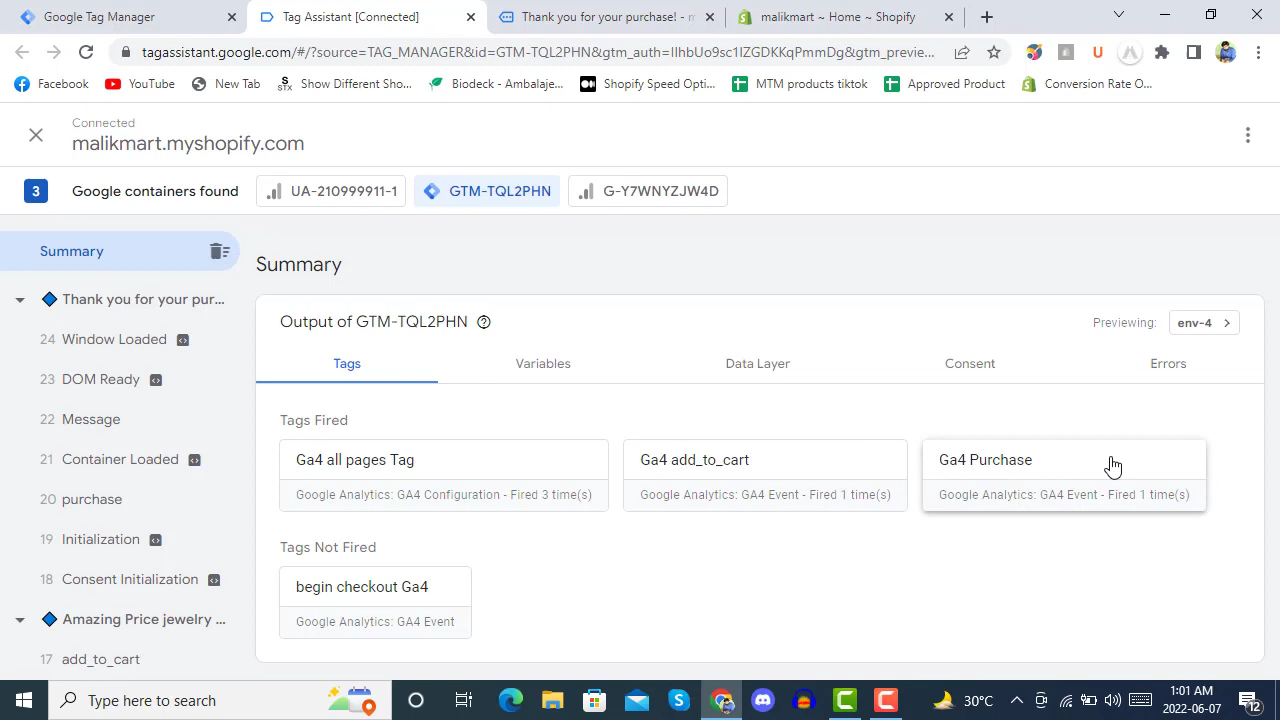 Google Tag Manager
Tag Assistant [Connected]
Thank you for your purchase! - m
malikmart ~ Home ~ Shopify
tagassistant.google.com/#/?source=TAG_MANAGER&id=GTM-TQL2PHN&gtm_auth=IIhbUo9sc1lZGDKKqPmmDg&gtm_previe...
Facebook
YouTube
New Tab
STX
Show Different Sho...
Biodeck - Ambalaje...
Shopify Speed Opti...
MTM products tiktok
Approved Product
Conversion Rate O...
Connected
malikmart.myshopify.com
3
Google containers found
UA-210999911-1
GTM-TQL2PHN
G-Y7WNYZJW4D
Summary
Thank you for your pur...
24 Window Loaded
23 DOM Ready
22 Message
21 Container Loaded
20 purchase
19 Initialization
18 Consent Initialization
Amazing Price jewelry ...
17 add_to_cart
Summary
Output of GTM-TQL2PHN
Previewing:
env-4
Tags
Variables
Data Layer
Consent
Errors
Tags Fired
Ga4 all pages Tag
Google Analytics: GA4 Configuration - Fired 3 time(s)
Ga4 add_to_cart
Google Analytics: GA4 Event - Fired 1 time(s)
Ga4 Purchase
Google Analytics: GA4 Event - Fired 1 time(s)
Tags Not Fired
begin checkout Ga4
Google Analytics: GA4 Event
Type here to search
30°C
1:01 AM
2022-06-07
12